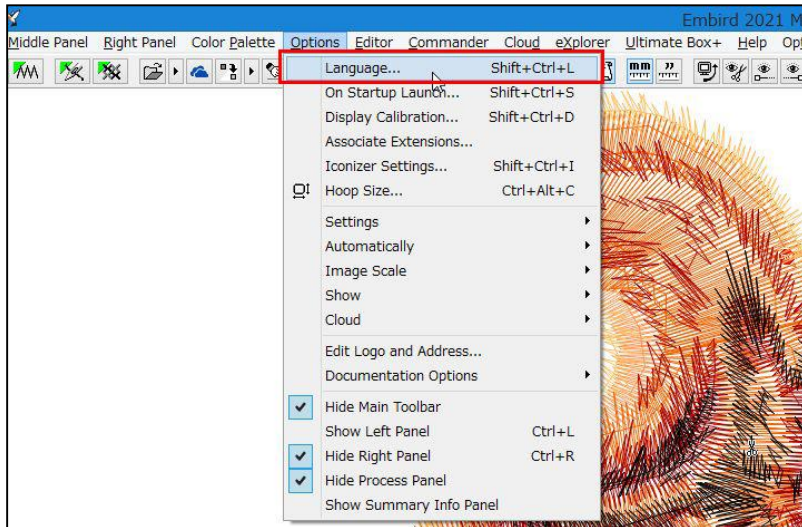 Embird 2021 M
Middle Panel Right Panel Color Palette Options Editor Commander Cloud eXplorer Ultimate Box+ Help Opt
mm
Language... Shift+Ctrl+L
On Startup Launch... Shift+Ctrl+S
Display Calibration... Shift+Ctrl+D
Associate Extensions...
Iconizer Settings... Shift+Ctrl+I
Hoop Size... Ctrl+Alt+C
Settings
Automatically
Image Scale
Show
Cloud
Edit Logo and Address...
Documentation Options
Hide Main Toolbar
Show Left Panel Ctrl+L
Hide Right Panel Ctrl+R
Hide Process Panel
Show Summary Info Panel